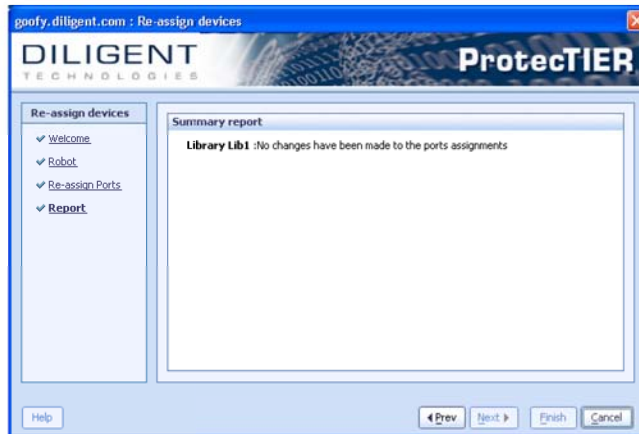 goofy.diligent.com : Re-assign devices
DILIGENT
TECHNOLOGIES
ProtecTIER
Re-assign devices
Welcome
Robot
Re-assign Ports
Report
Summary report
Library Lib1 :No changes have been made to the ports assignments
Help
Prev
Next
Finish
Cancel